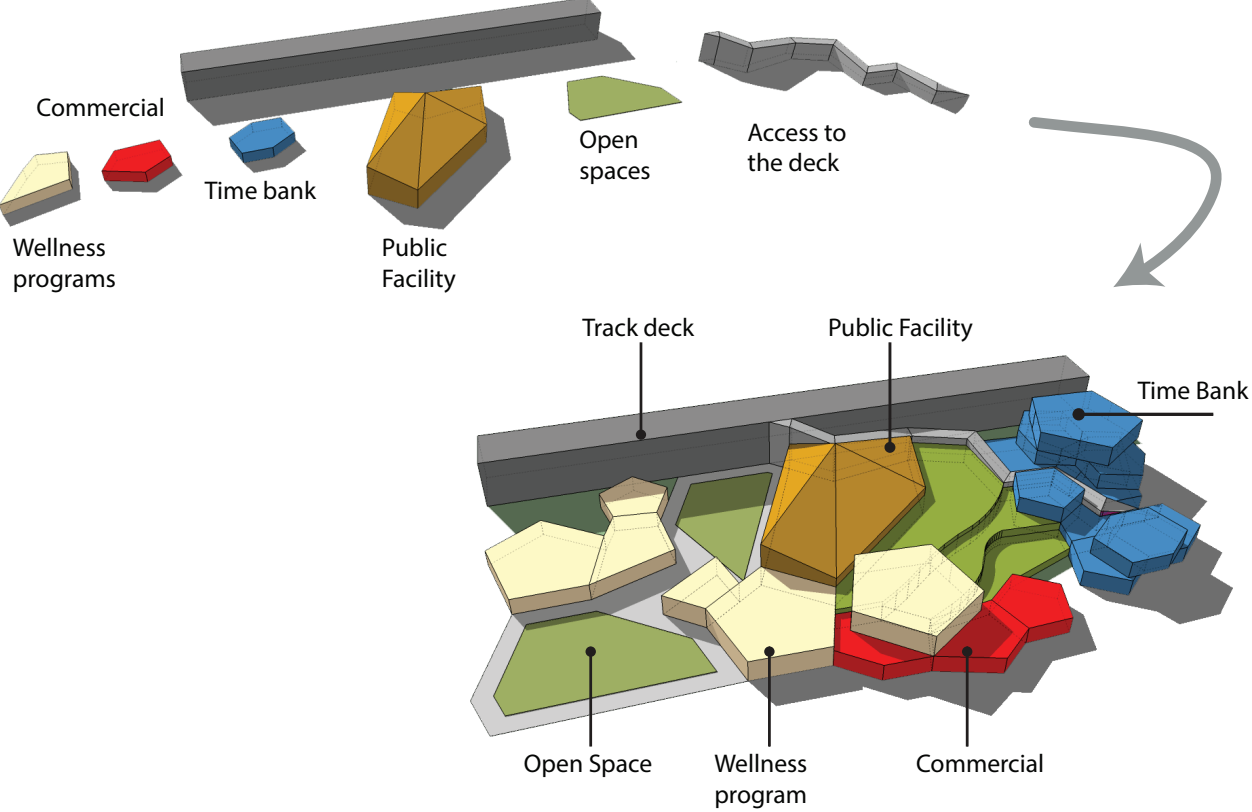 Commercial
Time bank
Wellness
programs
Public
Facility
Open
spaces
Access to
the deck
Track deck
Public Facility
Time Bank
Open Space
Wellness
program
Commercial